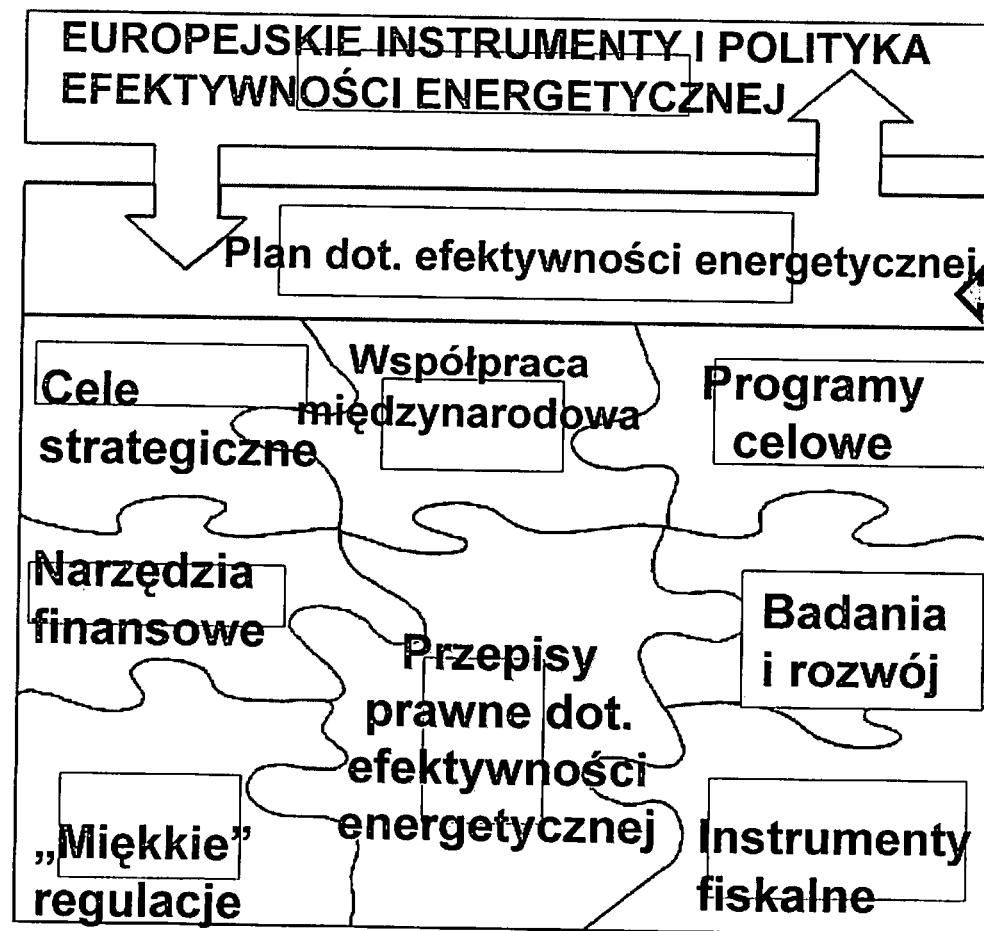 EUROPEJSKIE INSTRUMENTY I POLITYKA
EFEKTYWNOŚCI ENERGETYCZNEJ
Plan dot. efektywności energetycznej
Cele
strategiczne
Współpraca
międzynarodowa
Programy
celowe
Narzędzia
finansowe
Przepisy
prawne dot.
efektywności
energetycznej
Badania
i rozwój
„Miękkie”
regulacje
Instrumenty
fiskalne